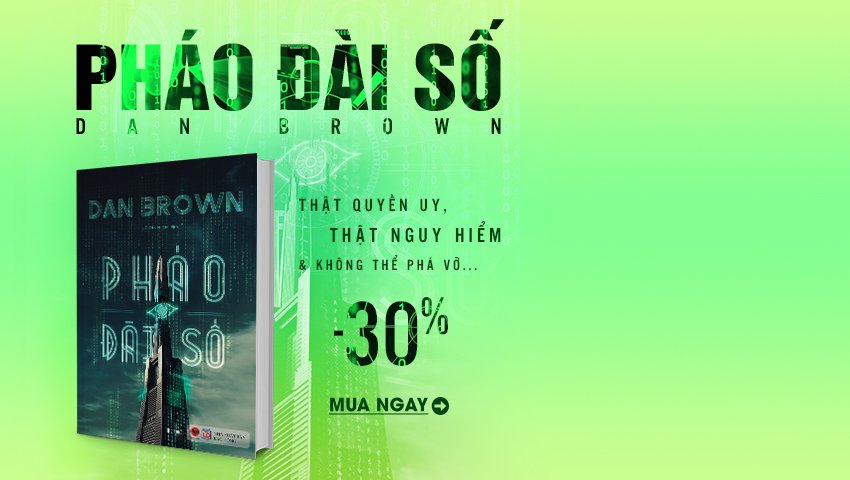 PHÁO ĐÀI SỐ
DAN BROWN
DAN BROWN
PHÁO
ĐÀI SỐ
THẬT QUYỀN UY,
THẬT NGUY HIỂM
& KHÔNG THỂ PHÁ VỠ...
-30%
MUA NGAY